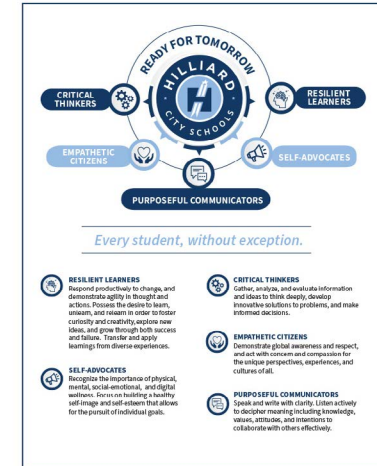 READY FOR TOMORROW
HILLIARD
CITY SCHOOLS
CRITICAL
THINKERS
RESILIENT
LEARNERS
EMPATHETIC
CITIZENS
SELF-ADVOCATES
PURPOSEFUL COMMUNICATORS
Every student, without exception.
RESILIENT LEARNERS
Respond productively to change, and
demonstrate agility in thought and
actions. Possess the desire to learn,
unlearn, and relearn in order to foster
curiosity and creativity, explore new
ideas, and grow through both success
and failure. Transfer and apply
learnings from diverse experiences.
SELF-ADVOCATES
Recognize the importance of physical,
mental, social-emotional, and digital
wellness. Focus on building a healthy
self-image and self-esteem that allows
for the pursuit of individual goals.
CRITICAL THINKERS
Gather, analyze, and evaluate information
and ideas to think deeply, develop
innovative solutions to problems, and make
informed decisions.
EMPATHETIC CITIZENS
Demonstrate global awareness and respect,
and act with concern and compassion for
the unique perspectives, experiences, and
cultures of all.
PURPOSEFUL COMMUNICATORS
Speak and write with clarity. Listen actively
to decipher meaning including knowledge,
values, attitudes, and intentions to
collaborate with others effectively.